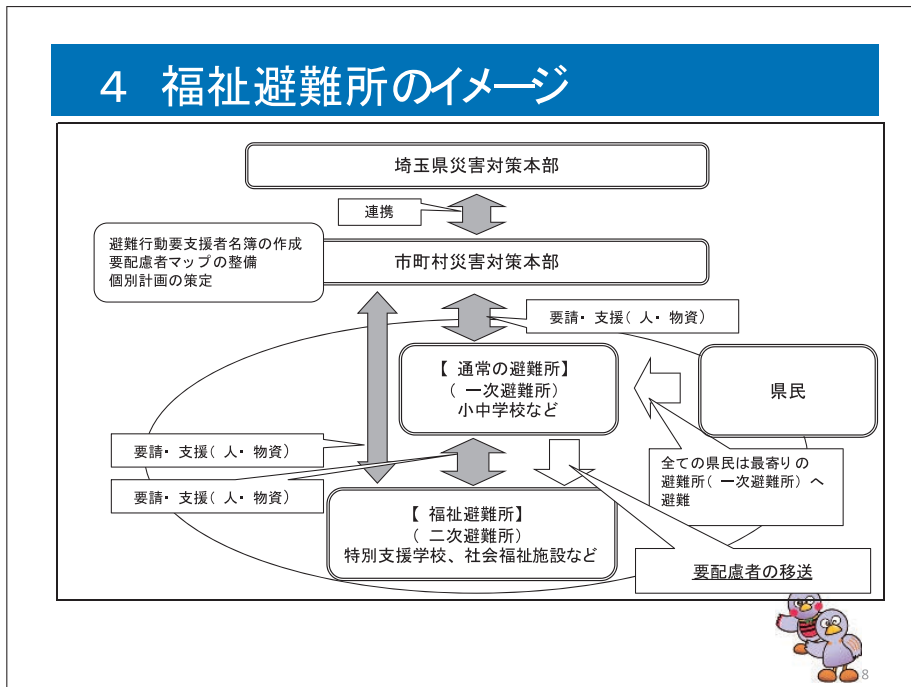 4 福祉避難所のイメージ
埼玉県災害対策本部
連携
避難行動要支援者名簿の作成
要配慮者マップの整備
個別計画の策定
市町村災害対策本部
要請・支援(人・物資)
【通常の避難所】
(一次避難所)
小中学校など
県民
要請・支援(人・物資)
要請・支援(人・物資)
全ての県民は最寄りの
避難所(一次避難所)へ
避難
【福祉避難所】
(二次避難所)
特別支援学校、社会福祉施設など
要配慮者の移送
8